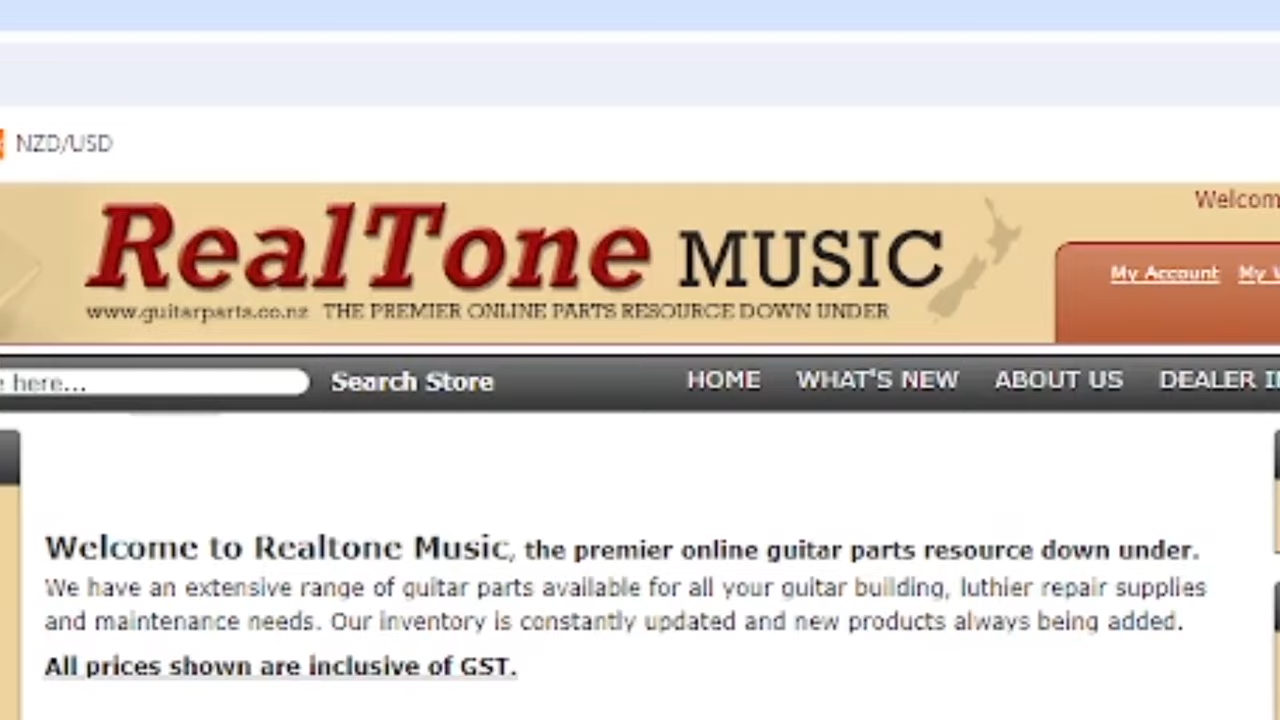 NZD/USD
Welcom
RealTone MUSIC
My Account My
www.guitarparts.co.nz THE PREMIER ONLINE PARTS RESOURCE DOWN UNDER
here... Search Store HOME WHAT'S NEW ABOUT US DEALER
Welcome to Realtone Music, the premier online guitar parts resource down under.
We have an extensive range of guitar parts available for all your guitar building, luthier repair supplies
and maintenance needs. Our inventory is constantly updated and new products always being added.
All prices shown are inclusive of GST.